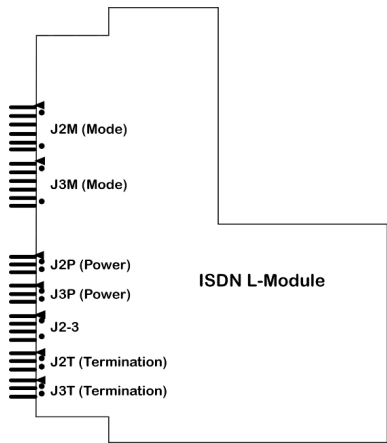 J2M (Mode)
J3M (Mode)
J2P (Power)
ISDN L-Module
J3P (Power)
J2-3
J2T (Termination)
J3T (Termination)